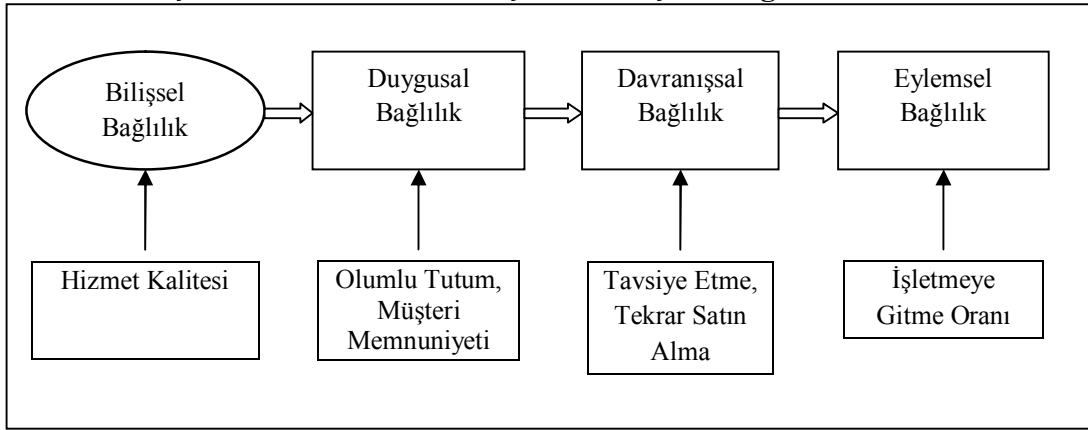 Bilişsel
Bağlılık
Duygusal
Bağlılık
Davranışsal
Bağlılık
Eylemsel
Bağlılık
Hizmet Kalitesi
Olumlu Tutum,
Müşteri
Memnuniyeti
Tavsiye Etme,
Tekrar Satın
Alma
İşletmeye
Gitme Oranı